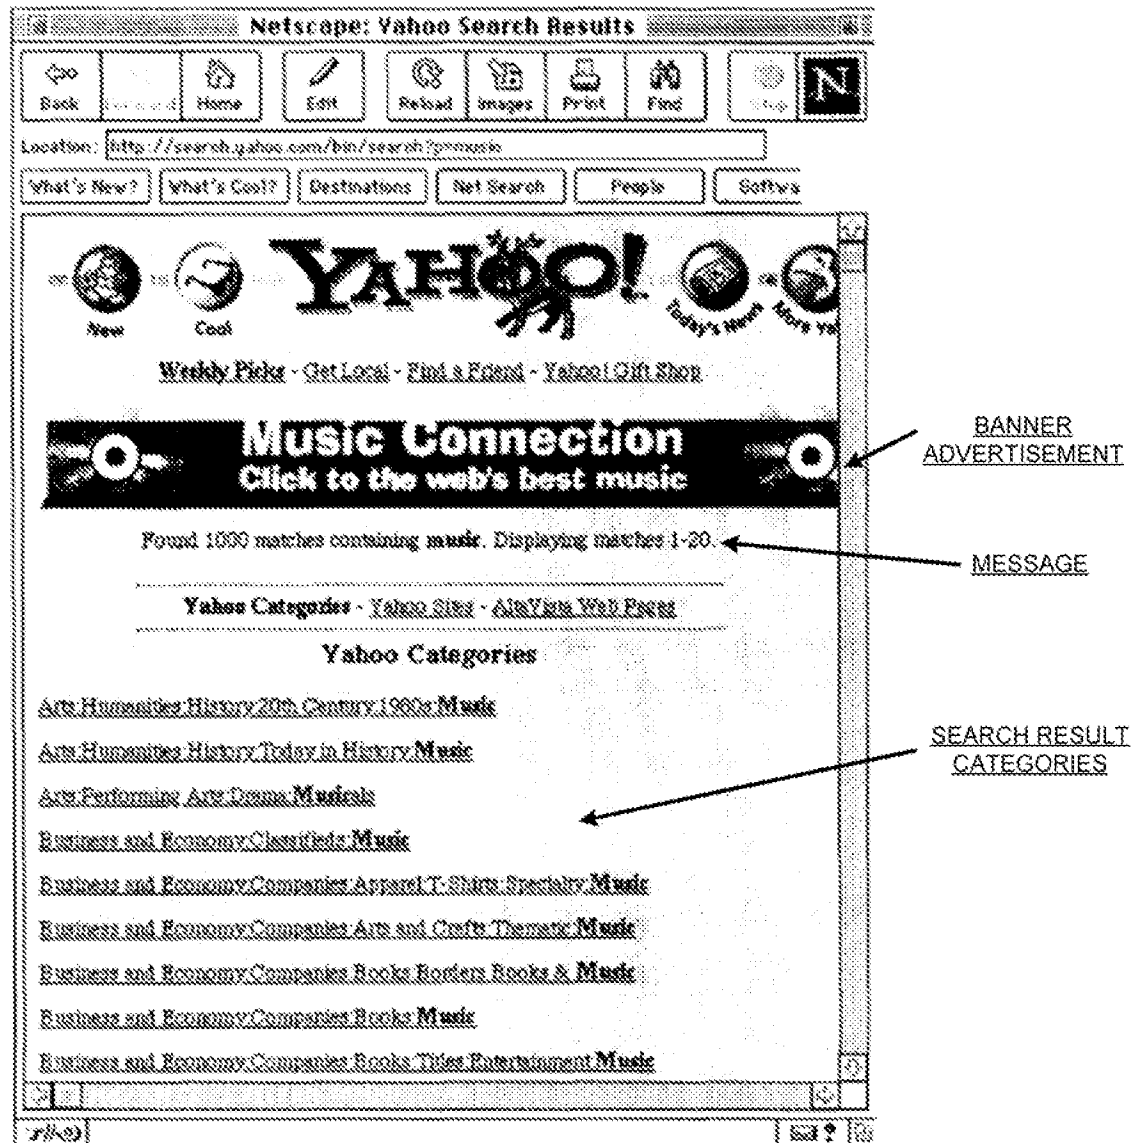 Netscape: Yahoo Search Results
Back Home Edit Reload Images Print Find Stop N
Location: http://search.yahoo.com/bin/search?p=music
What's New? What's Cool? Destinations Net Search People Softwa
YAHOO!
New Cool Today's News More Yah
Weekly Picks - Get Local - Find a Friend - Yahoo! Gift Shop
Music Connection
Click to the web's best music
BANNER
ADVERTISEMENT
Found 1000 matches containing music. Displaying matches 1-20.
MESSAGE
Yahoo Categories - Yahoo Sites - AltaVista Web Pages
Yahoo Categories
Arts Humanities History 20th Century 1960s Music
Arts Humanities History Today in History Music
Arts Performing Arts Drama Musicals
SEARCH RESULT
CATEGORIES
Business and Economy Classifieds Music
Business and Economy Companies Apparel T-Shirts Specialty Music
Business and Economy Companies Arts and Crafts Thematic Music
Business and Economy Companies Books Borders Books & Music
Business and Economy Companies Books Music
Business and Economy Companies Books Titles Entertainment Music